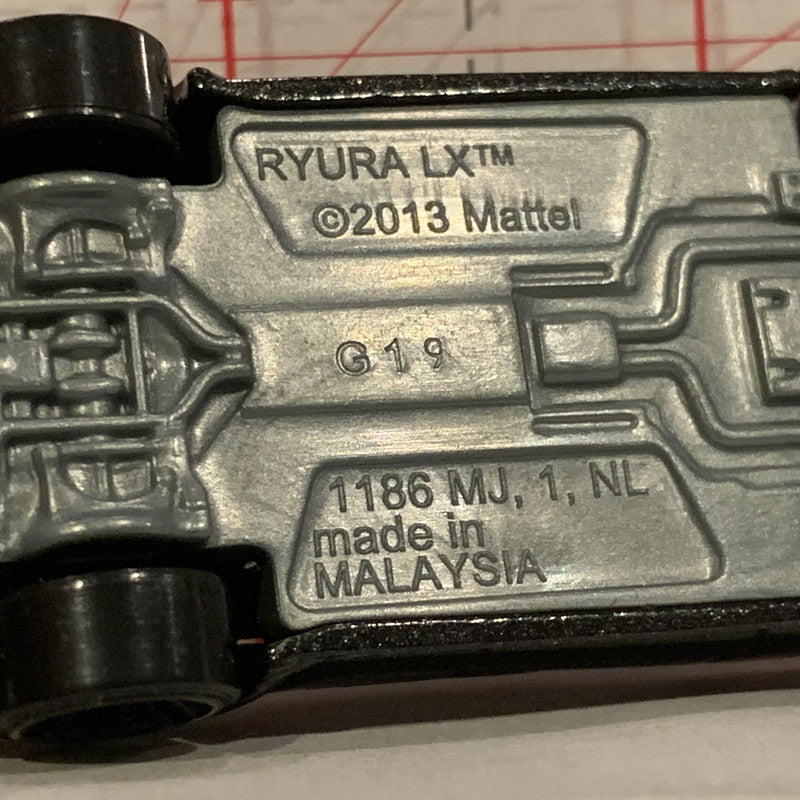 RYURA LX™
©2013 Mattel
G19
1186 MJ, 1, NL
made in
MALAYSIA